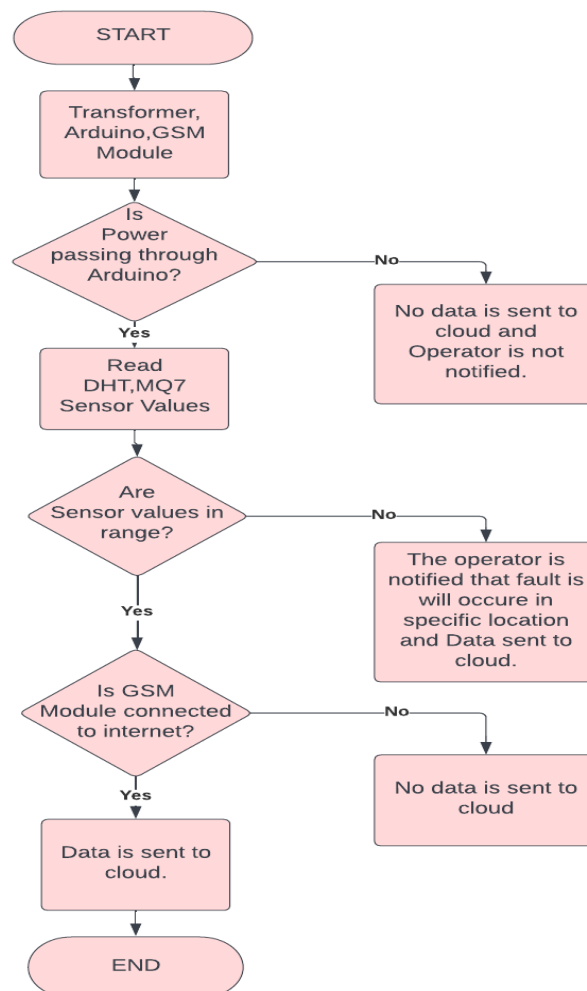 START
Transformer,
Arduino,GSM
Module
Is
Power
passing through
Arduino?
No
No data is sent to
cloud and
Operator is not
notified.
Yes
Read
DHT,MQ7
Sensor Values
Are
Sensor values in
range?
No
The operator is
notified that fault is
will occure in
specific location
and Data sent to
cloud.
Yes
Is GSM
Module connected
to internet?
No
No data is sent to
cloud
Yes
Data is sent to
cloud.
END